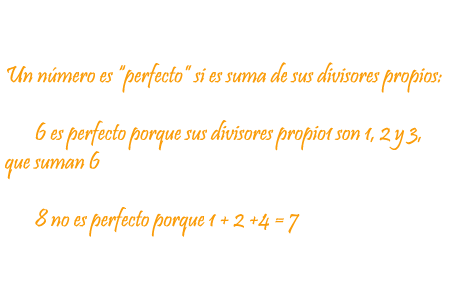 Un número es "perfecto" si es suma de sus divisores propios:
6 es perfecto porque sus divisores propio1 son 1, 2 y 3,
que suman 6
8 no es perfecto porque 1 + 2 +4 = 7